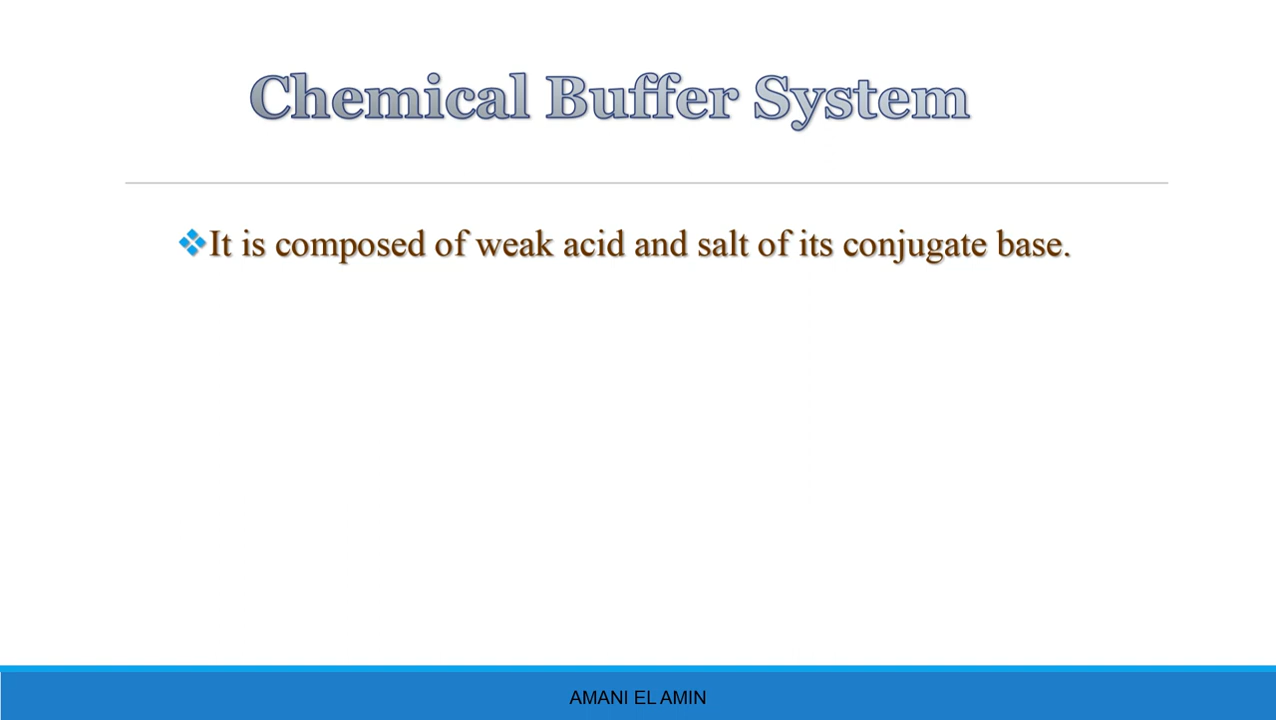 Chemical Buffer System
❖It is composed of weak acid and salt of its conjugate base.
AMANI EL AMIN